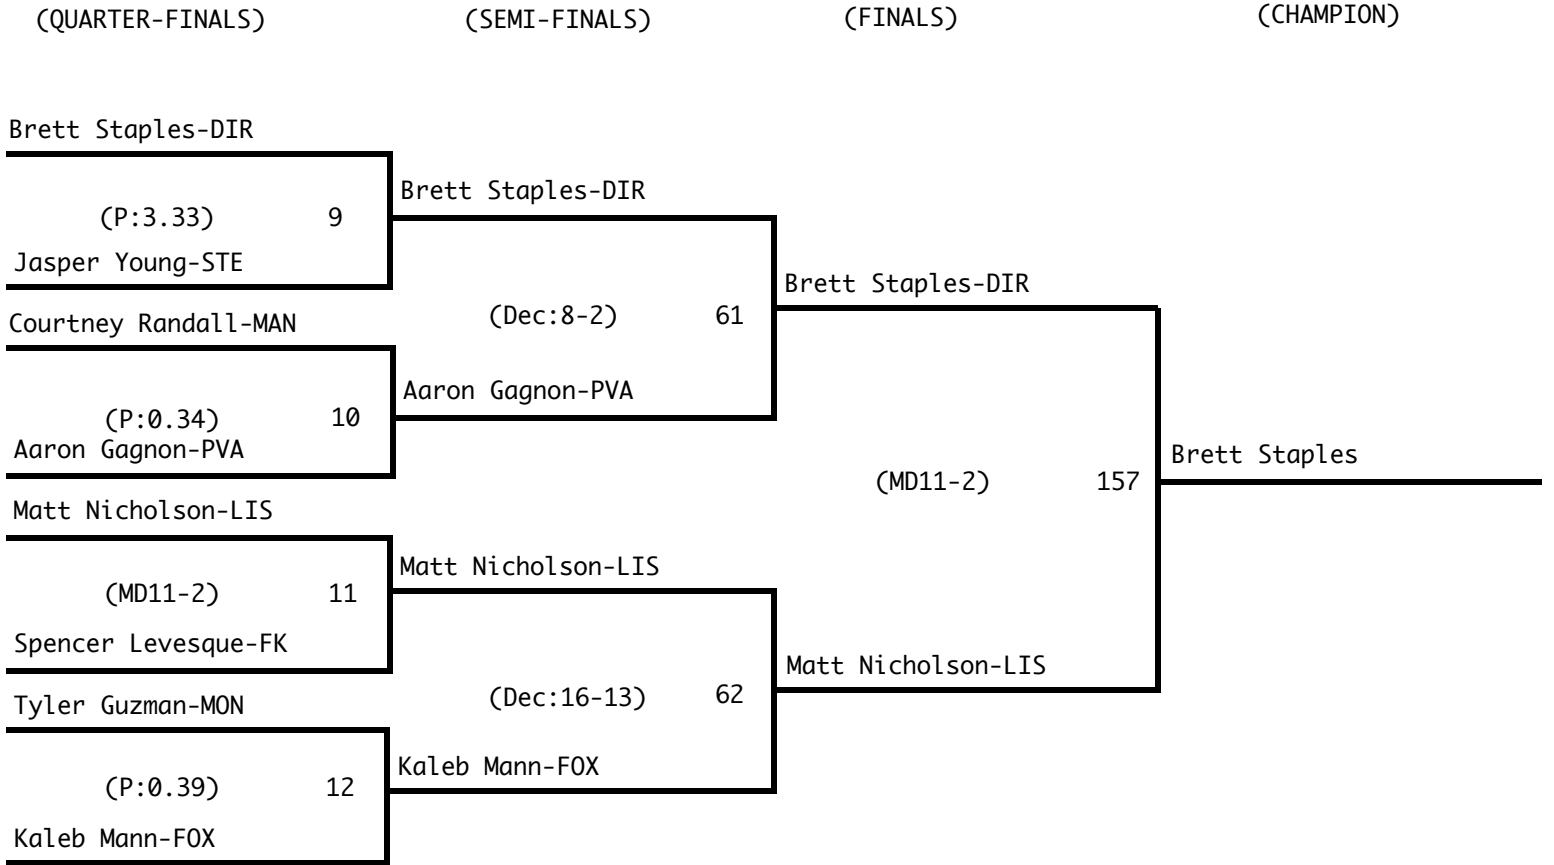 (QUARTER-FINALS)
(SEMI-FINALS)
(FINALS)
(CHAMPION)
Brett Staples-DIR
(P:3.33) 9
Jasper Young-STE
Courtney Randall-MAN
(P:0.34) 10
Aaron Gagnon-PVA
Matt Nicholson-LIS
(MD11-2) 11
Spencer Levesque-FK
Tyler Guzman-MON
(P:0.39) 12
Kaleb Mann-FOX
Brett Staples-DIR
(Dec:8-2) 61
Aaron Gagnon-PVA
Matt Nicholson-LIS
(Dec:16-13) 62
Kaleb Mann-FOX
Brett Staples-DIR
(MD11-2) 157
Matt Nicholson-LIS
Brett Staples